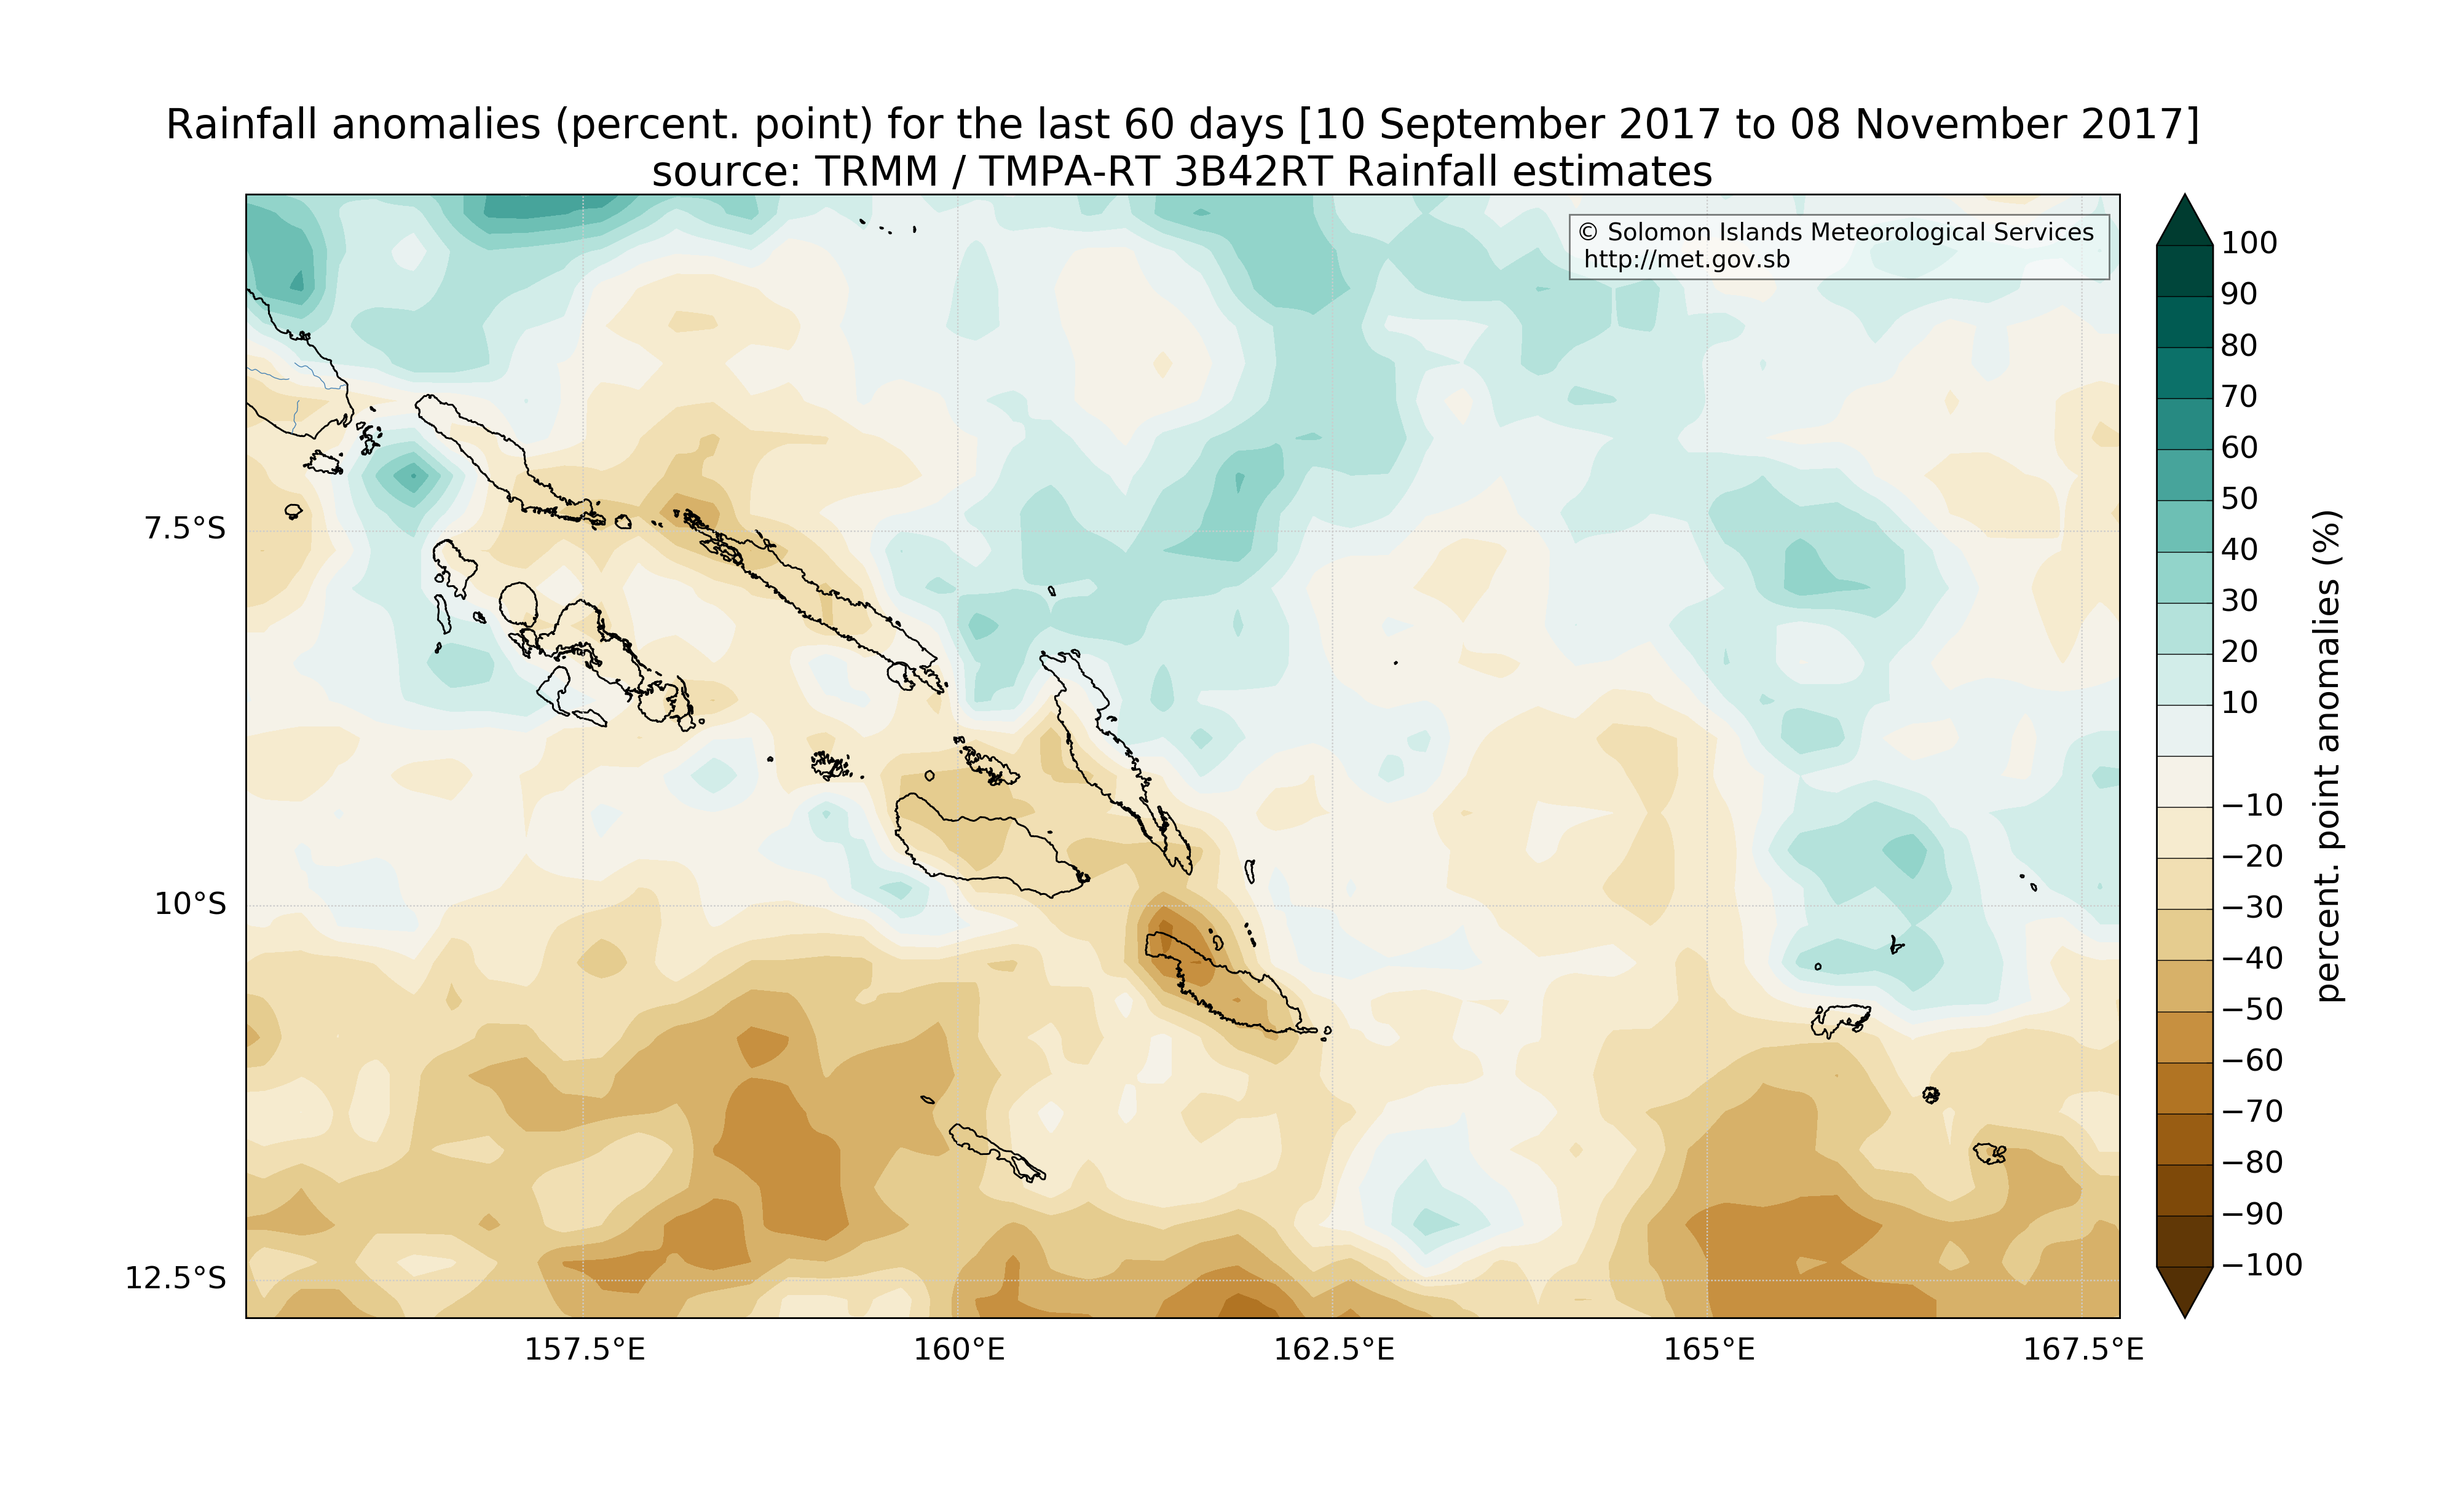 Rainfall anomalies (percent. point) for the last 60 days [10 September 2017 to 08 November 2017]
source: TRMM / TMPA-RT 3B42RT Rainfall estimates
© Solomon Islands Meteorological Services
http://met.gov.sb
7.5°S
10°S
12.5°S
157.5°E
160°E
162.5°E
165°E
167.5°E
100
90
80
70
60
50
40
30
20
10
−10
−20
−30
−40
−50
−60
−70
−80
−90
−100
percent. point anomalies (%)